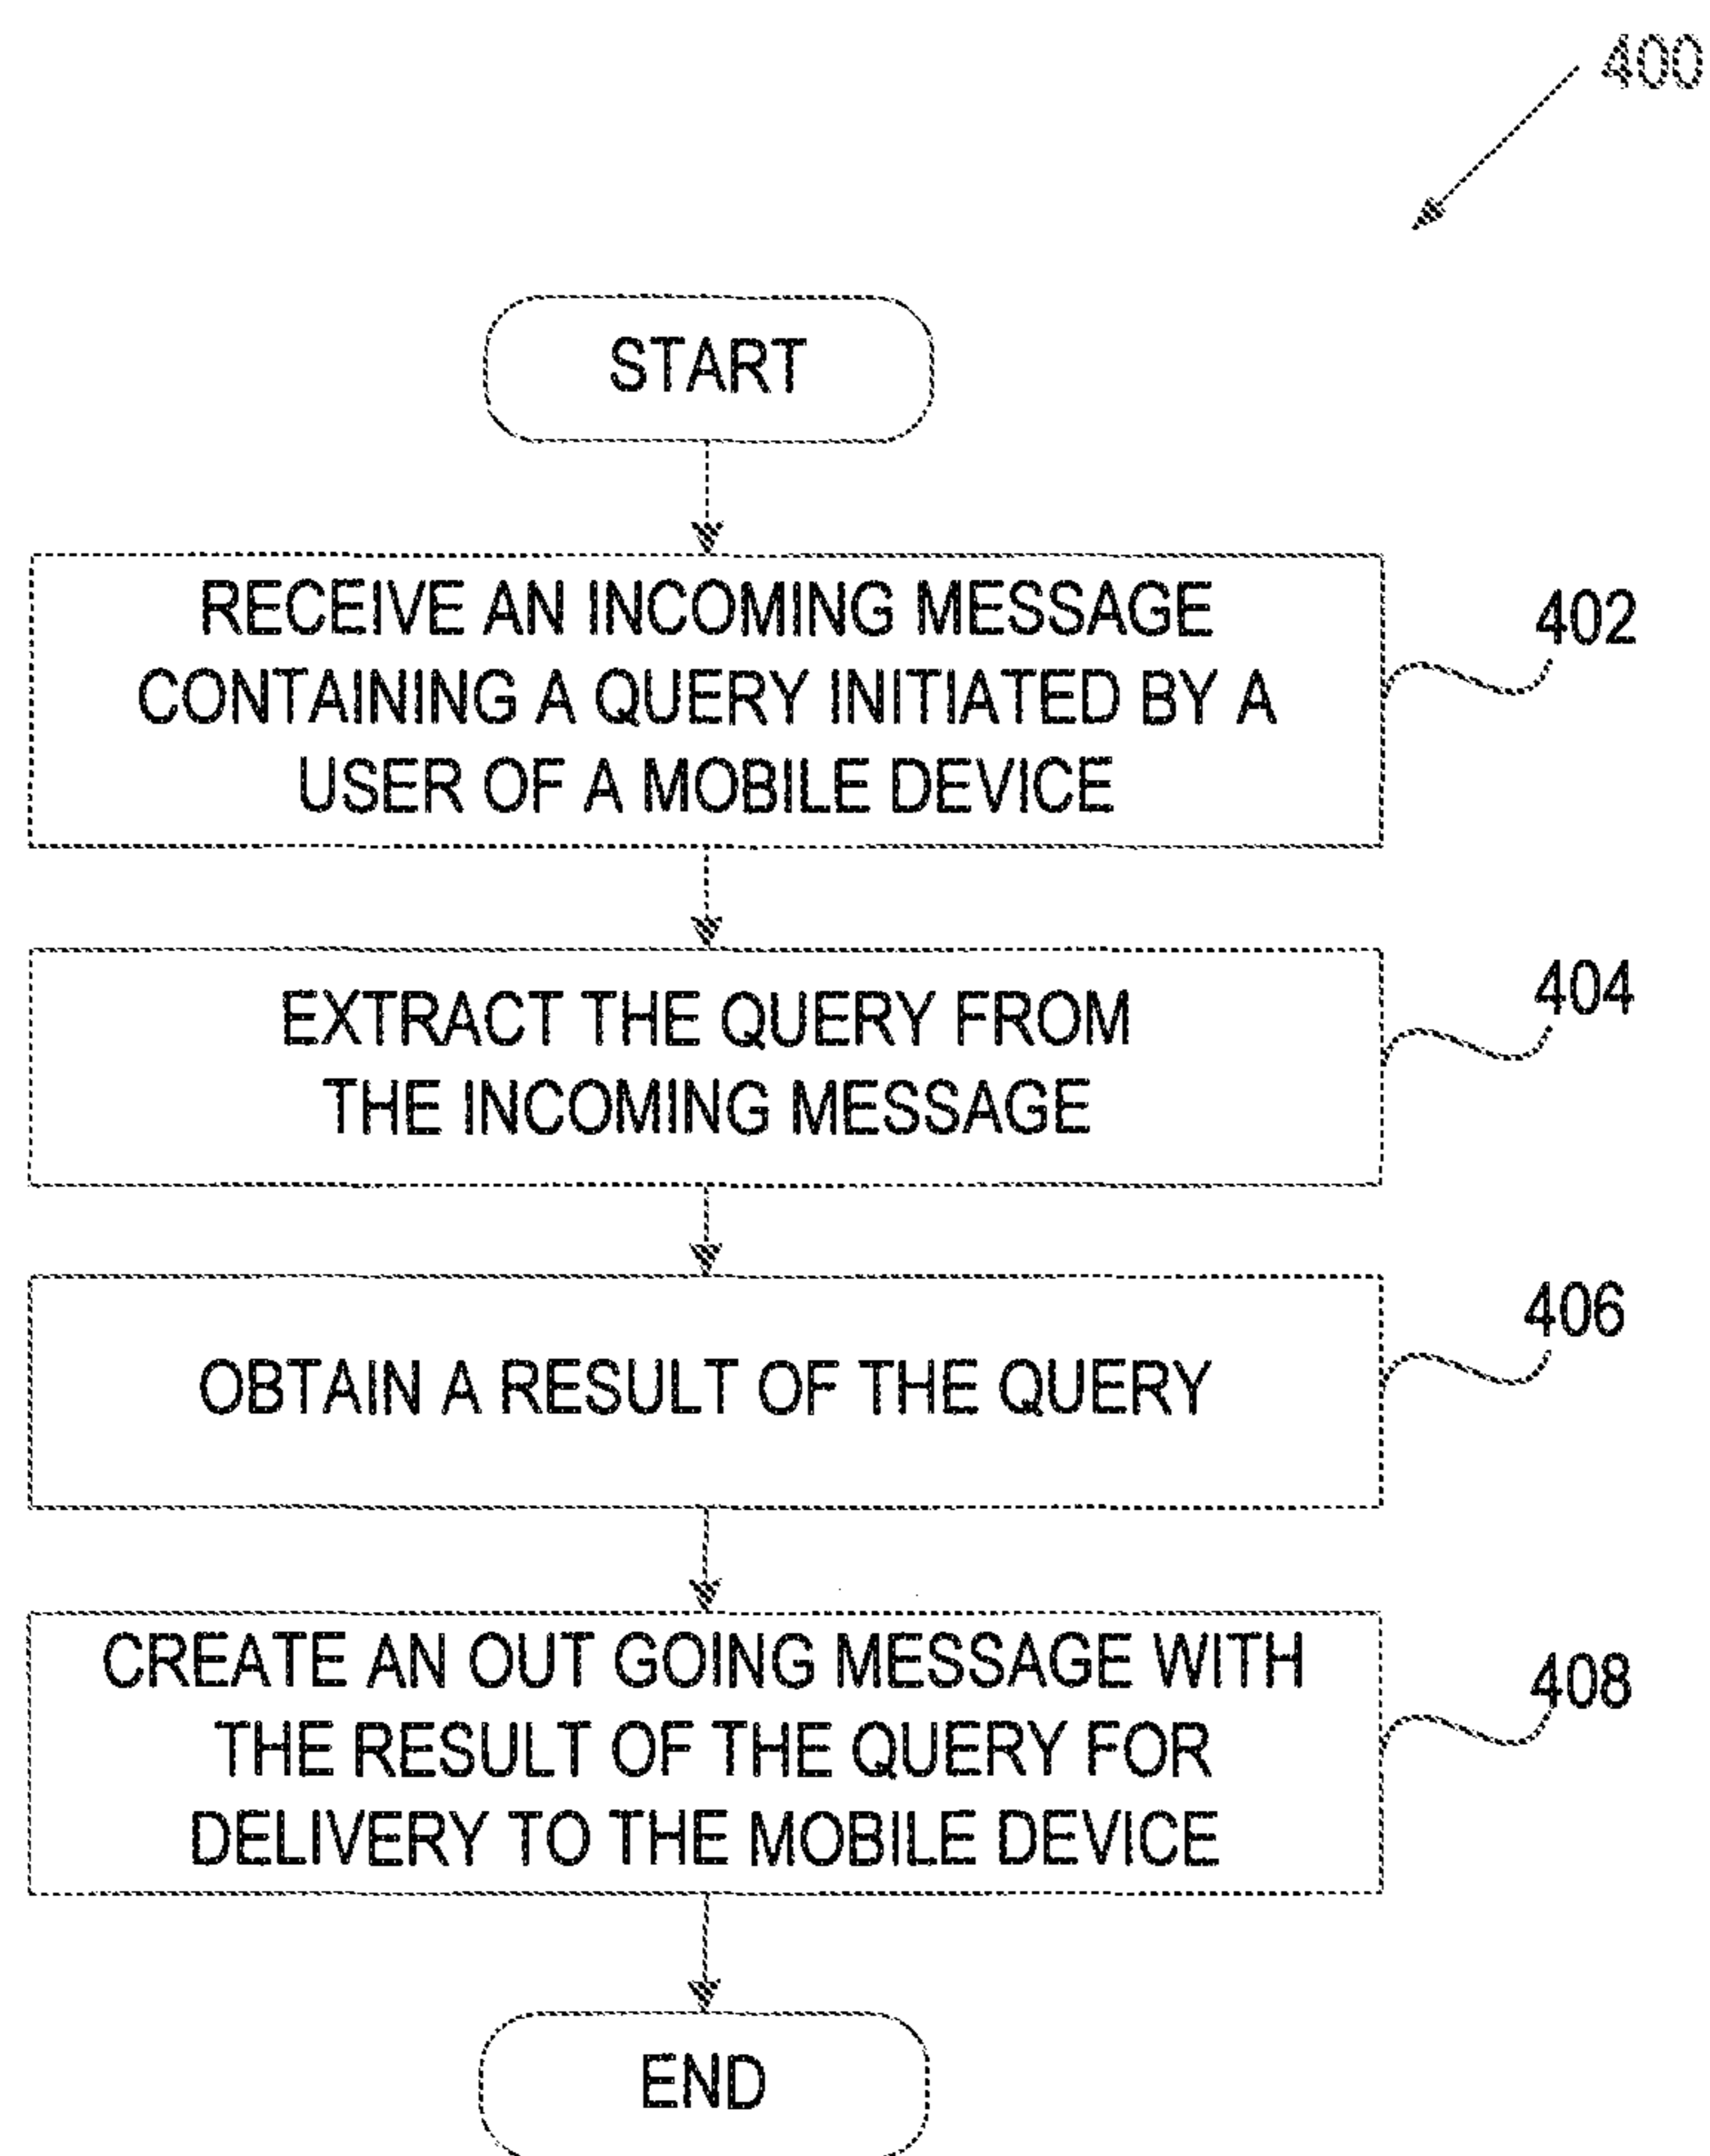 400
START
RECEIVE AN INCOMING MESSAGE
CONTAINING A QUERY INITIATED BY A
USER OF A MOBILE DEVICE
402
EXTRACT THE QUERY FROM
THE INCOMING MESSAGE
404
OBTAIN A RESULT OF THE QUERY
406
CREATE AN OUT GOING MESSAGE WITH
THE RESULT OF THE QUERY FOR
DELIVERY TO THE MOBILE DEVICE
408
END